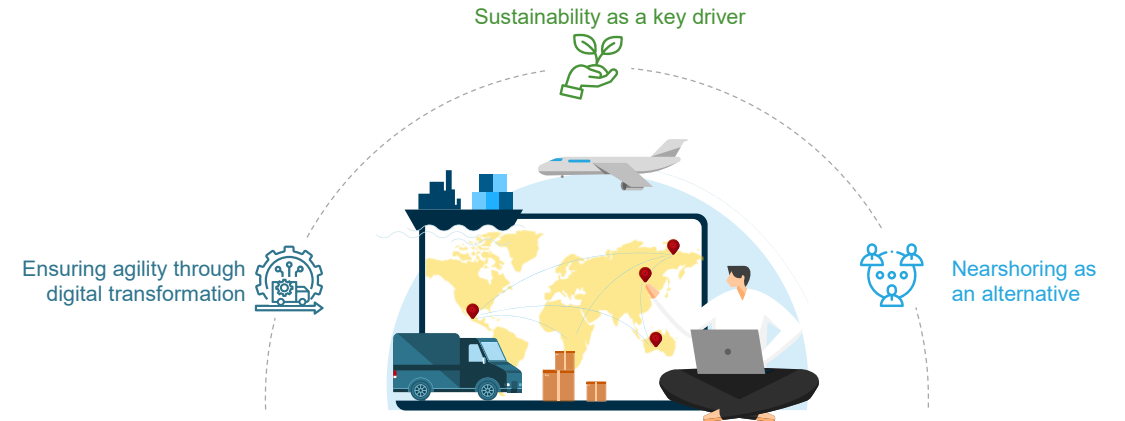 Sustainability as a key driver
Ensuring agility through
digital transformation
Nearshoring as
an alternative